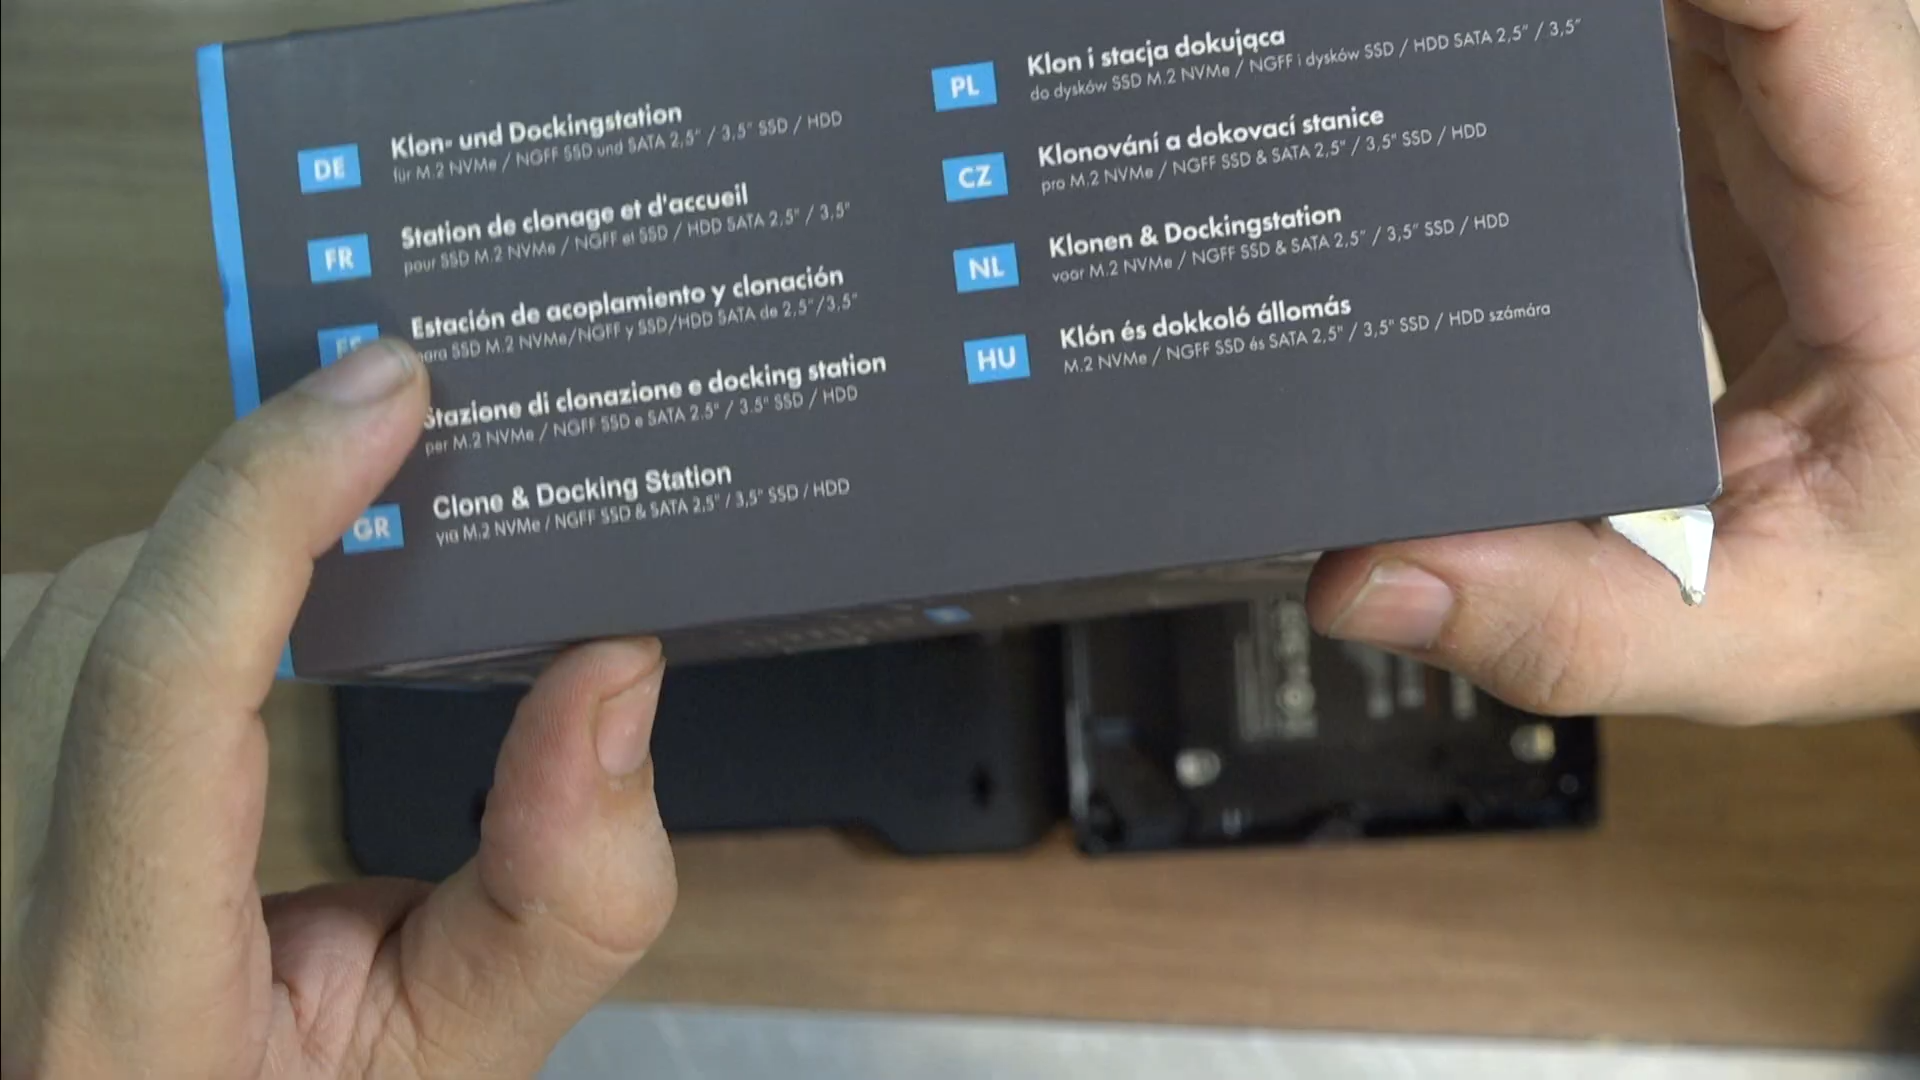 DE
Klon- und Dockingstation
für M.2 NVMe / NGFF SSD und SATA 2,5" / 3,5" SSD / HDD
FR
Station de clonage et d'accueil
pour SSD M.2 NVMe / NGFF et SSD / HDD SATA 2,5" / 3,5"
ES
Estación de acoplamiento y clonación
para SSD M.2 NVMe/NGFF y SSD/HDD SATA de 2,5"/3,5"
Stazione di clonazione e docking station
per M.2 NVMe / NGFF SSD e SATA 2.5" / 3.5" SSD / HDD
GR
Clone & Docking Station
για M.2 NVMe / NGFF SSD & SATA 2,5" / 3,5" SSD / HDD
PL
Klon i stacja dokująca
do dysków SSD M.2 NVMe / NGFF i dysków SSD / HDD SATA 2,5" / 3,5"
CZ
Klonování a dokovací stanice
pro M.2 NVMe / NGFF SSD & SATA 2,5" / 3,5" SSD / HDD
NL
Klonen & Dockingstation
voor M.2 NVMe / NGFF SSD & SATA 2,5" / 3,5" SSD / HDD
HU
Klón és dokkoló állomás
M.2 NVMe / NGFF SSD és SATA 2,5" / 3,5" SSD / HDD számára